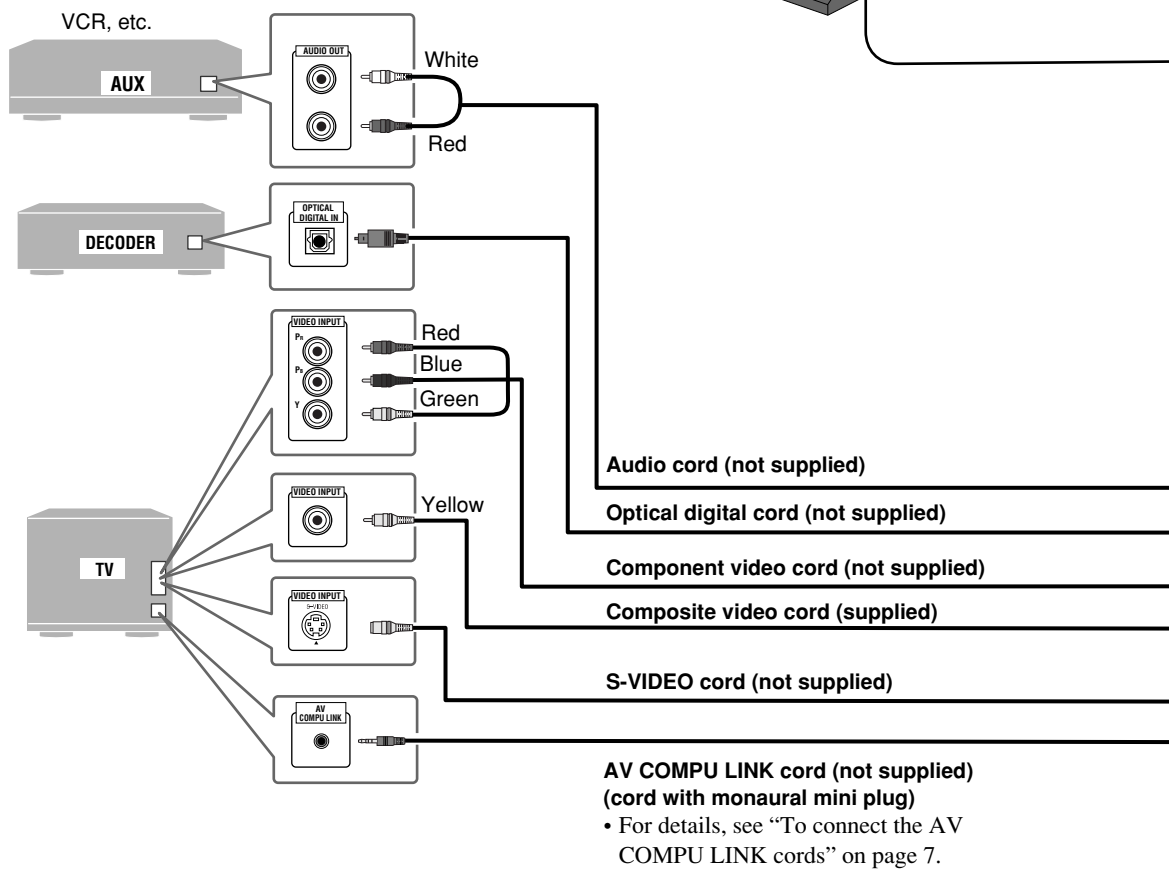 VCR, etc.
AUX
AUDIO OUT
White
Red
DECODER
OPTICAL
DIGITAL IN
VIDEO INPUT
PR
PB
Y
Red
Blue
Green
TV
VIDEO INPUT
Yellow
VIDEO INPUT
S-VIDEO
AV
COMPU LINK
Audio cord (not supplied)
Optical digital cord (not supplied)
Component video cord (not supplied)
Composite video cord (supplied)
S-VIDEO cord (not supplied)
AV COMPU LINK cord (not supplied)
(cord with monaural mini plug)
• For details, see “To connect the AV
COMPU LINK cords” on page 7.